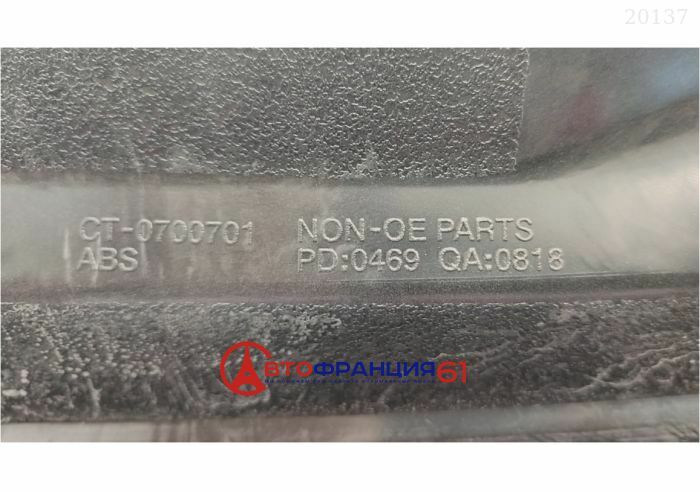 20137
CT-0700701 NON-OE PARTS
ABS PD:0469 QA:0818
АВТОФРАНЦИЯ61